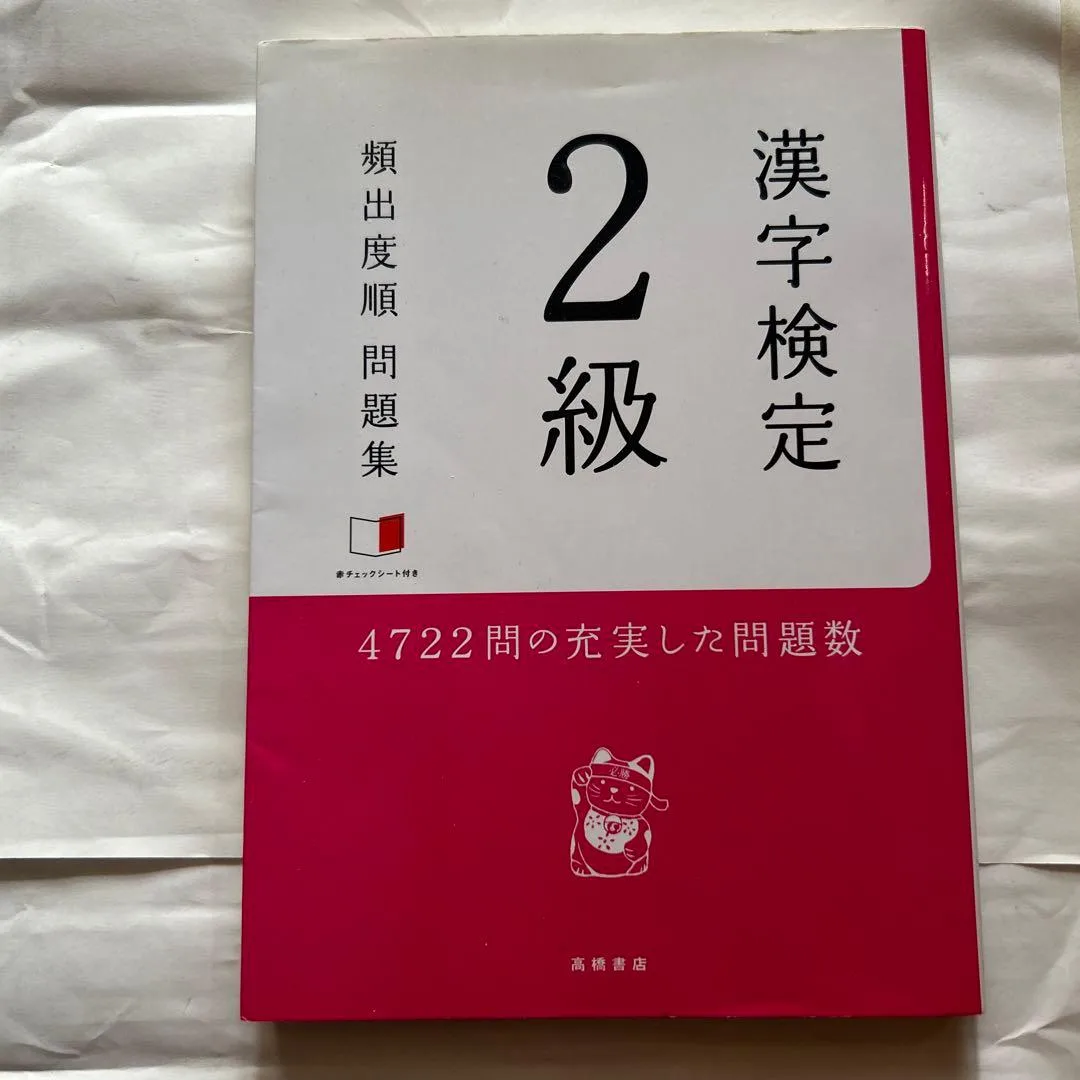 漢字検定
2級
頻出度順 問題集
赤チェックシート付き
4722問の充実した問題数
必勝
高橋書店